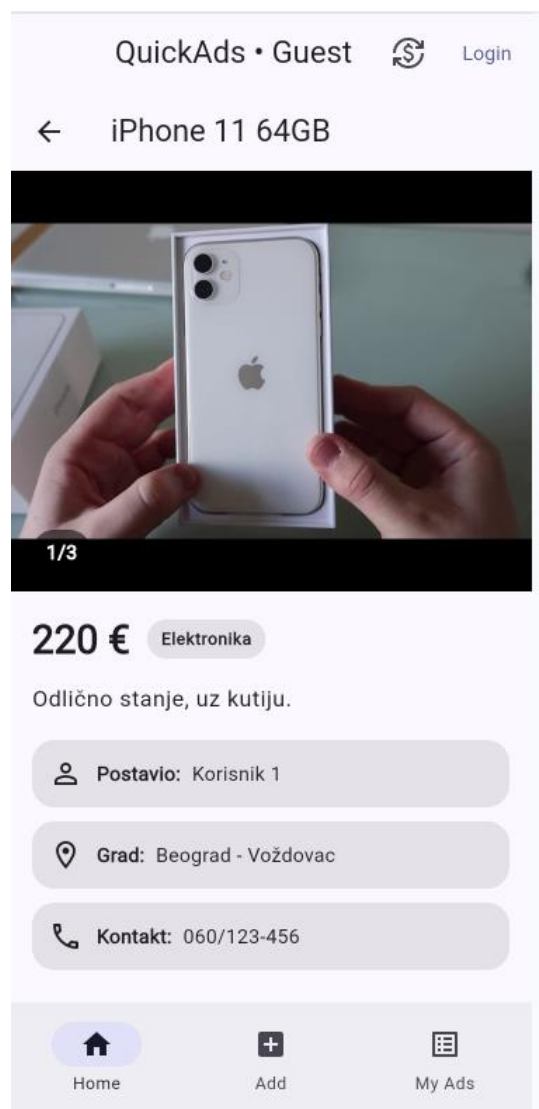 QuickAds • Guest Login
iPhone 11 64GB
1/3
220 € Elektronika
Odlično stanje, uz kutiju.
Postavio: Korisnik 1
Grad: Beograd - Voždovac
Kontakt: 060/123-456
Home Add My Ads